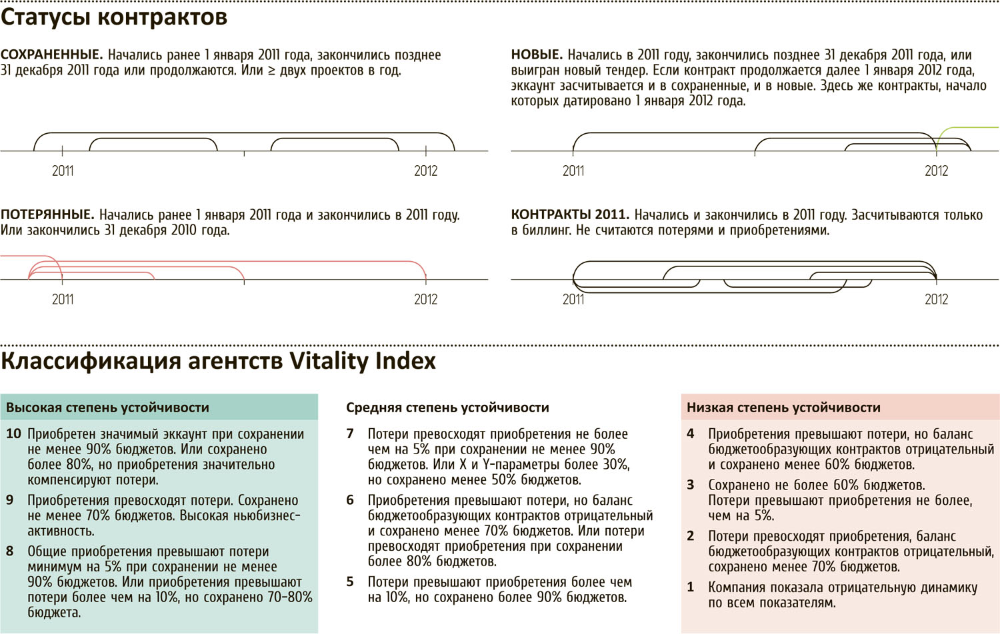 Статусы контрактов
СОХРАНЕННЫЕ. Начались ранее 1 января 2011 года, закончились позднее
31 декабря 2011 года или продолжаются. Или ≥ двух проектов в год.
2011
2012
НОВЫЕ. Начались в 2011 году, закончились позднее 31 декабря 2011 года, или
выигран новый тендер. Если контракт продолжается далее 1 января 2012 года,
эккаунт засчитывается и в сохраненные, и в новые. Здесь же контракты, начало
которых датировано 1 января 2012 года.
2011
2012
ПОТЕРЯННЫЕ. Начались ранее 1 января 2011 года и закончились в 2011 году.
Или закончились 31 декабря 2010 года.
2011
2012
КОНТРАКТЫ 2011. Начались и закончились в 2011 году. Засчитываются только
в биллинг. Не считаются потерями и приобретениями.
2011
2012
Классификация агентств Vitality Index
Высокая степень устойчивости
10 Приобретен значимый эккаунт при сохранении
не менее 90% бюджетов. Или сохранено
более 80%, но приобретения значительно
компенсируют потери.
9 Приобретения превосходят потери. Сохранено
не менее 70% бюджетов. Высокая ньюбизнес-
активность.
8 Общие приобретения превышают потери
минимум на 5% при сохранении не менее
90% бюджетов. Или приобретения превышают
потери более чем на 10%, но сохранено 70–80%
бюджета.
Средняя степень устойчивости
7 Потери превосходят приобретения не более
чем на 5% при сохранении не менее 90%
бюджетов. Или X и Y-параметры более 30%,
но сохранено менее 50% бюджетов.
6 Приобретения превышают потери, но баланс
бюджетообразующих контрактов отрицательный
и сохранено менее 70% бюджетов. Или потери
превосходят приобретения при сохранении
более 80% бюджетов.
5 Потери превышают приобретения более чем
на 10%, но сохранено более 90% бюджетов.
Низкая степень устойчивости
4 Приобретения превышают потери, но баланс
бюджетообразующих контрактов отрицательный
и сохранено менее 60% бюджетов.
3 Сохранено не более 60% бюджетов.
Потери превышают приобретения не более,
чем на 5%.
2 Потери превосходят приобретения, баланс
бюджетообразующих контрактов отрицательный,
сохранено менее 70% бюджетов.
1 Компания показала отрицательную динамику
по всем показателям.